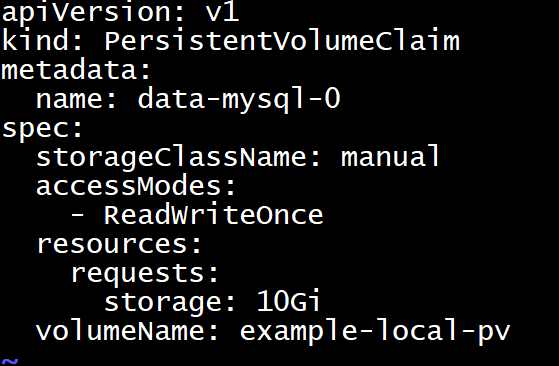 apiVersion: v1
kind: PersistentVolumeClaim
metadata:
  name: data-mysql-0
spec:
  storageClassName: manual
  accessModes:
    - ReadWriteOnce
  resources:
    requests:
      storage: 10Gi
  volumeName: example-local-pv
~